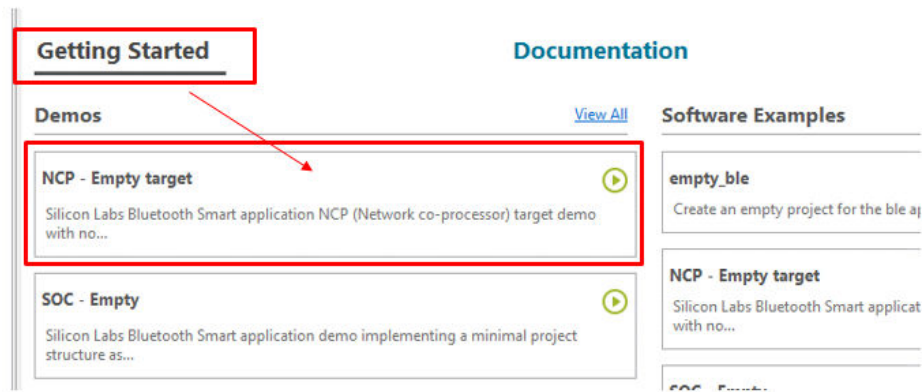 Getting Started
Documentation
Demos
View All
NCP - Empty target
Silicon Labs Bluetooth Smart application NCP (Network co-processor) target demo
with no...
SOC - Empty
Silicon Labs Bluetooth Smart application demo implementing a minimal project
structure as...
Software Examples
empty_ble
Create an empty project for the ble
NCP - Empty target
Silicon Labs Bluetooth Smart
with no...
SOC - Empty